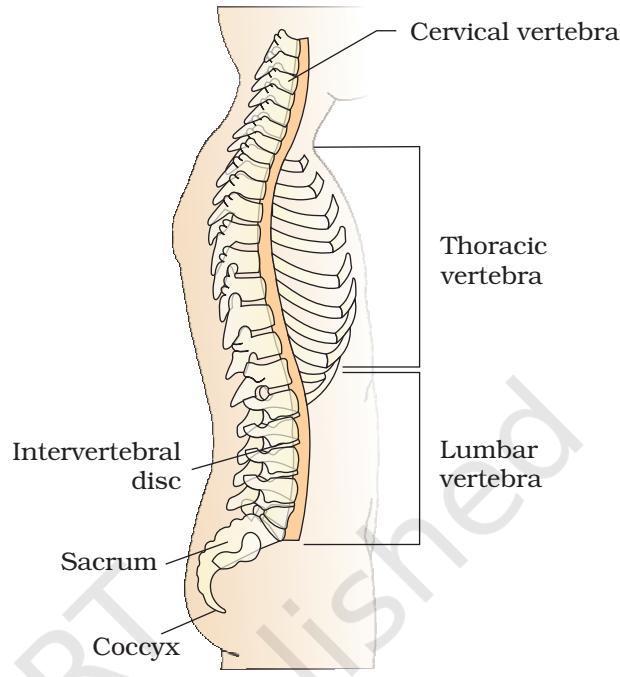 Cervical vertebra
Thoracic
vertebra
Intervertebral
disc
Lumbar
vertebra
Sacrum
Coccyx